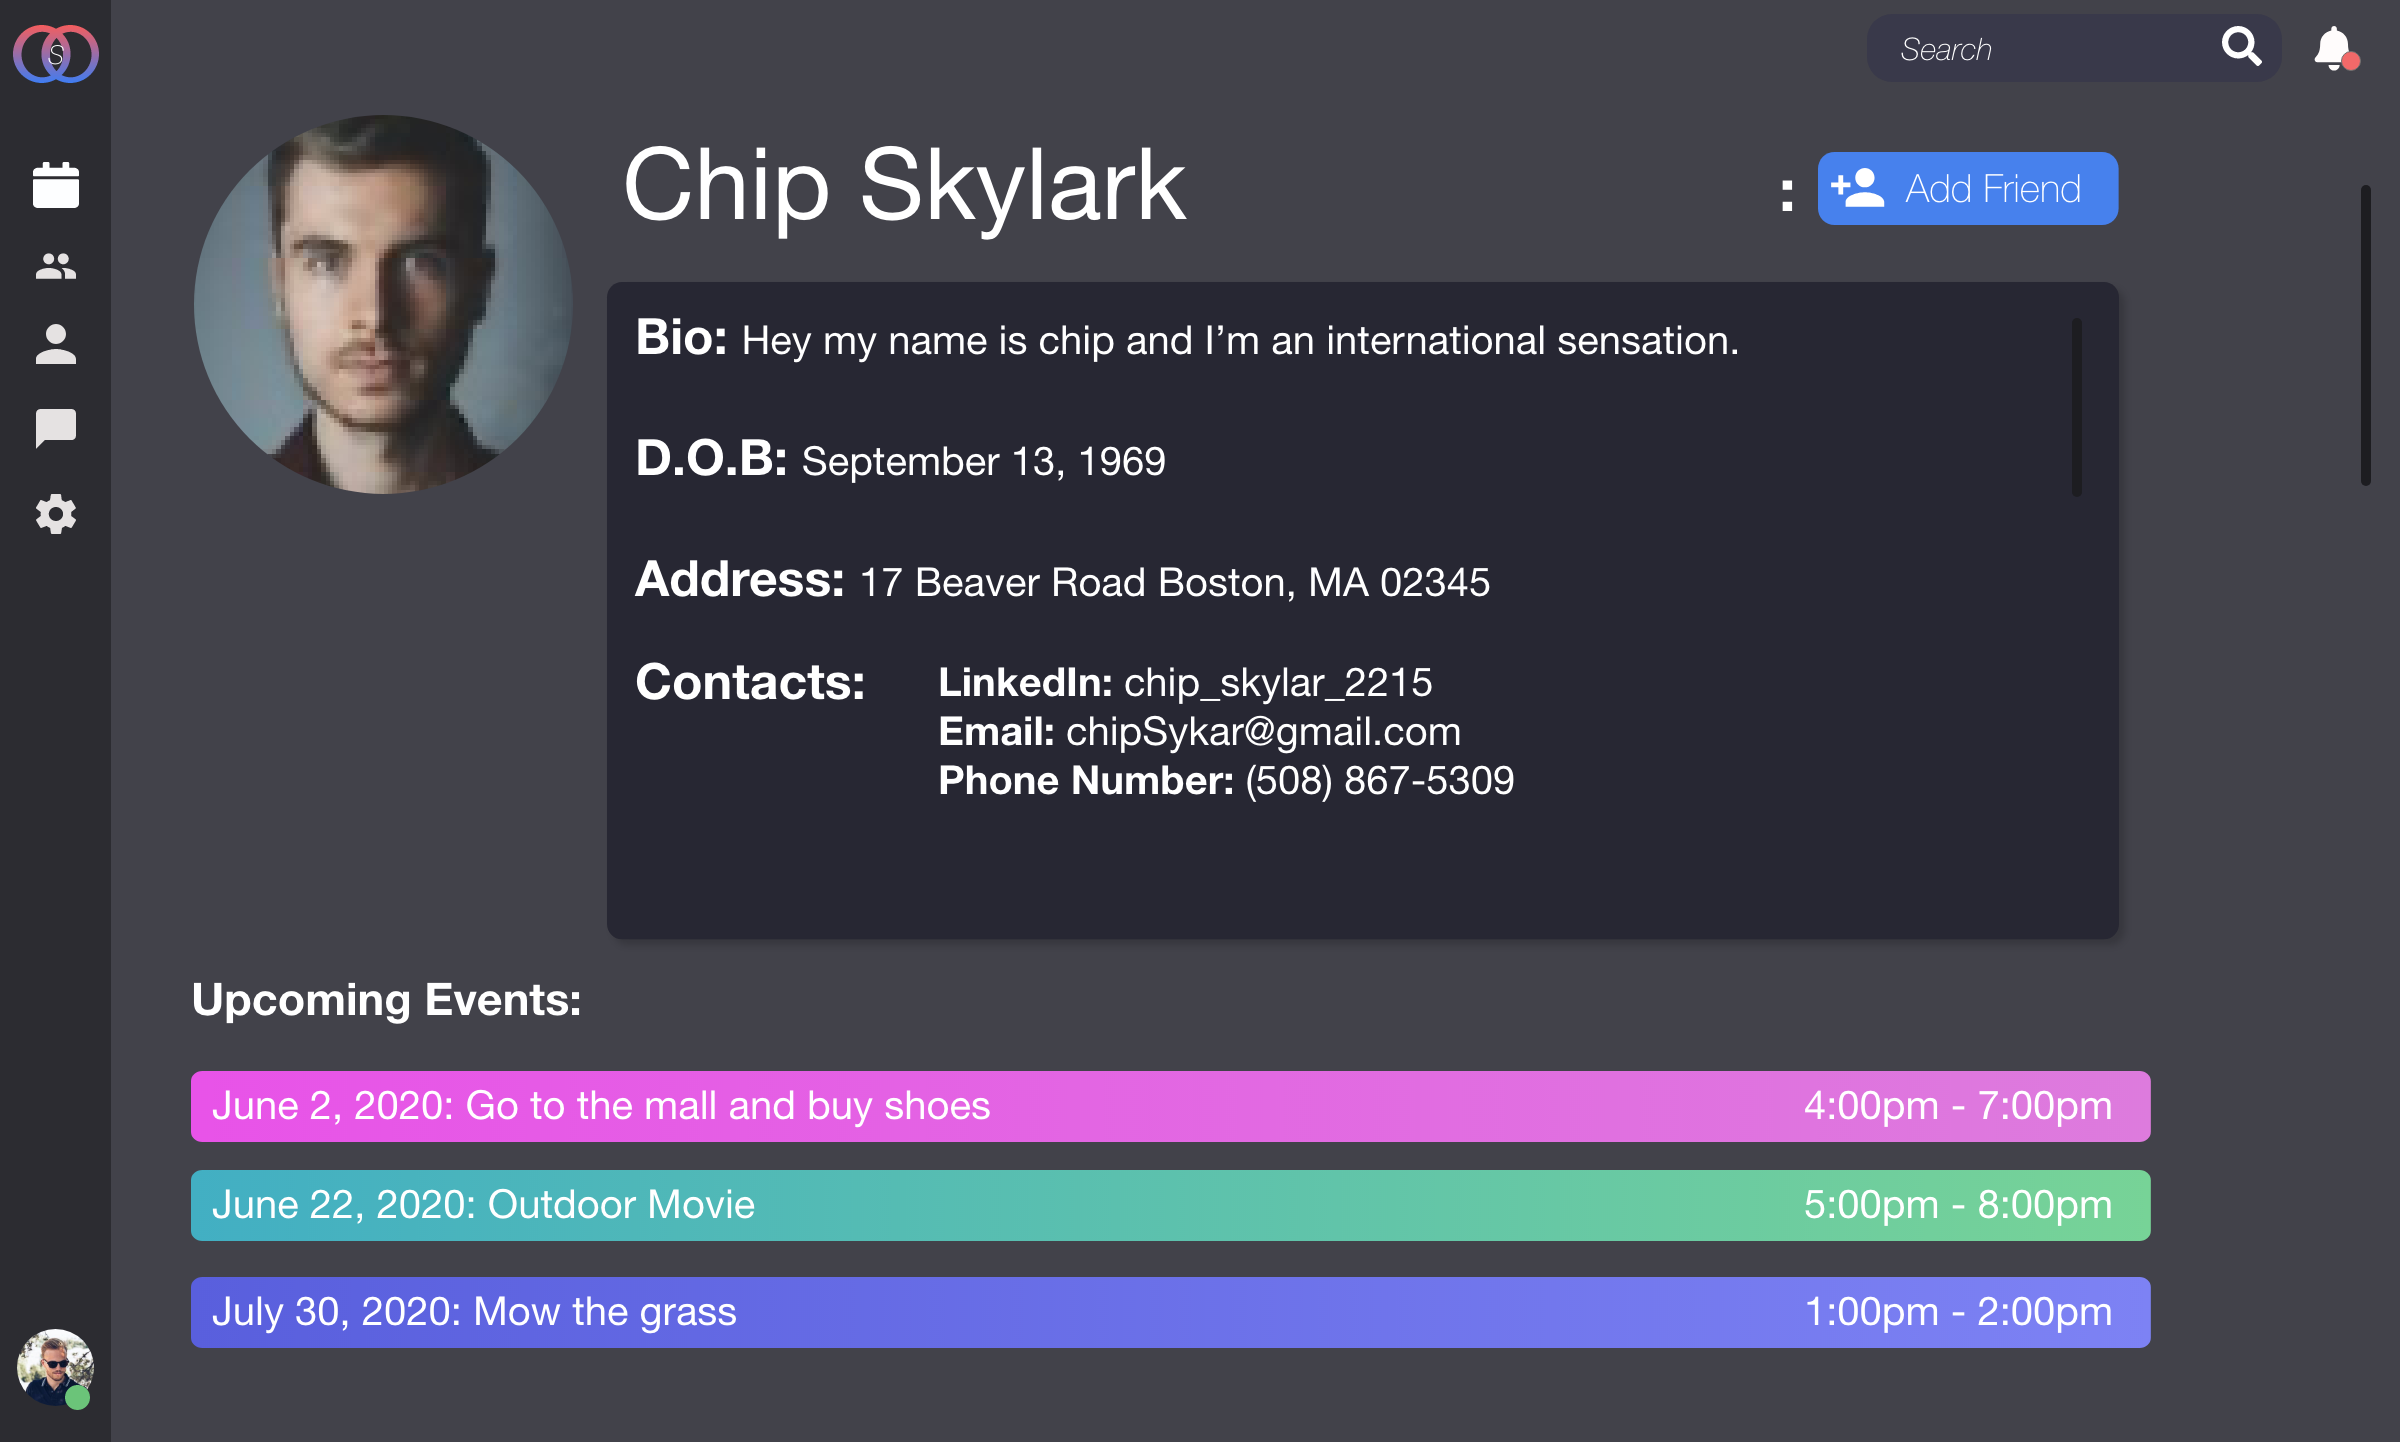 S
Search
Chip Skylark
: Add Friend
Bio: Hey my name is chip and I’m an international sensation.
D.O.B: September 13, 1969
Address: 17 Beaver Road Boston, MA 02345
Contacts: LinkedIn: chip_skylar_2215
Email: chipSykar@gmail.com
Phone Number: (508) 867-5309
Upcoming Events:
June 2, 2020: Go to the mall and buy shoes 4:00pm - 7:00pm
June 22, 2020: Outdoor Movie 5:00pm - 8:00pm
July 30, 2020: Mow the grass 1:00pm - 2:00pm